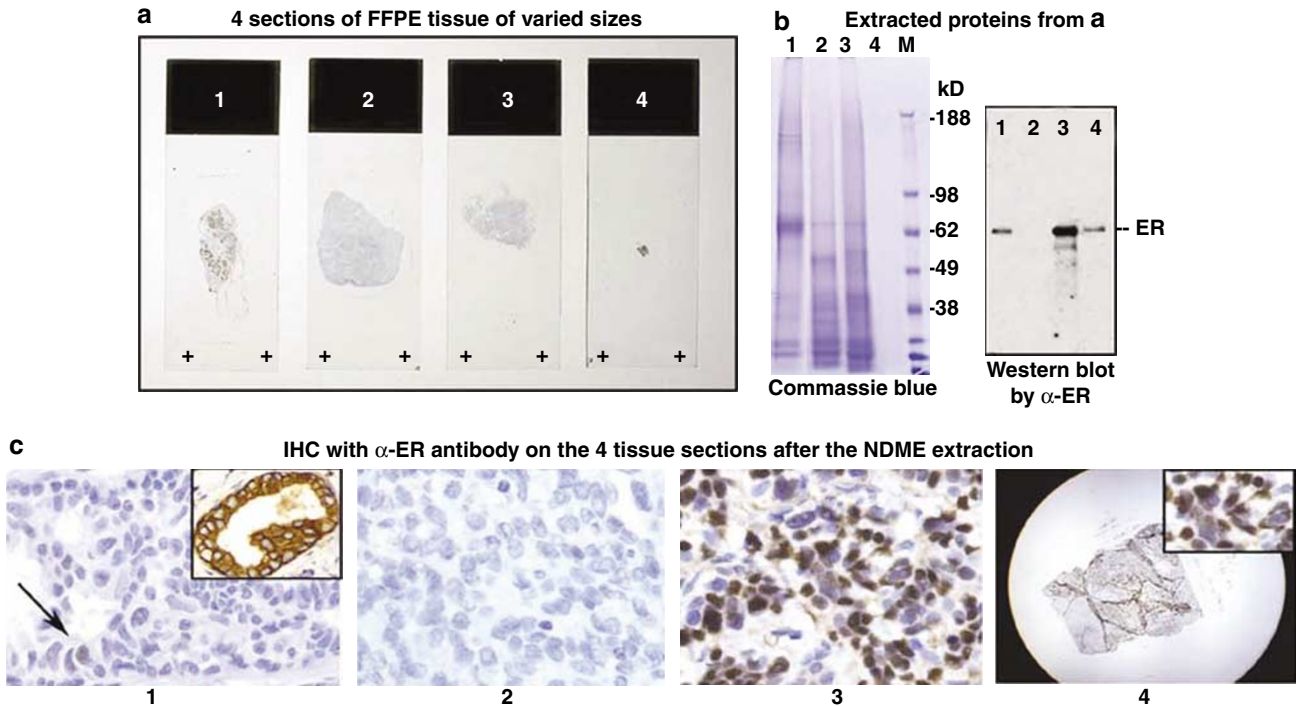 a
4 sections of FFPE tissue of varied sizes
1 2 3 4
+ + + + + + + +
b
Extracted proteins from a
1 2 3 4 M
kD
-188
-98
-62
-49
-38
Commassie blue
1 2 3 4
-- ER
Western blot
by α-ER
c
IHC with α-ER antibody on the 4 tissue sections after the NDME extraction
1 2 3 4